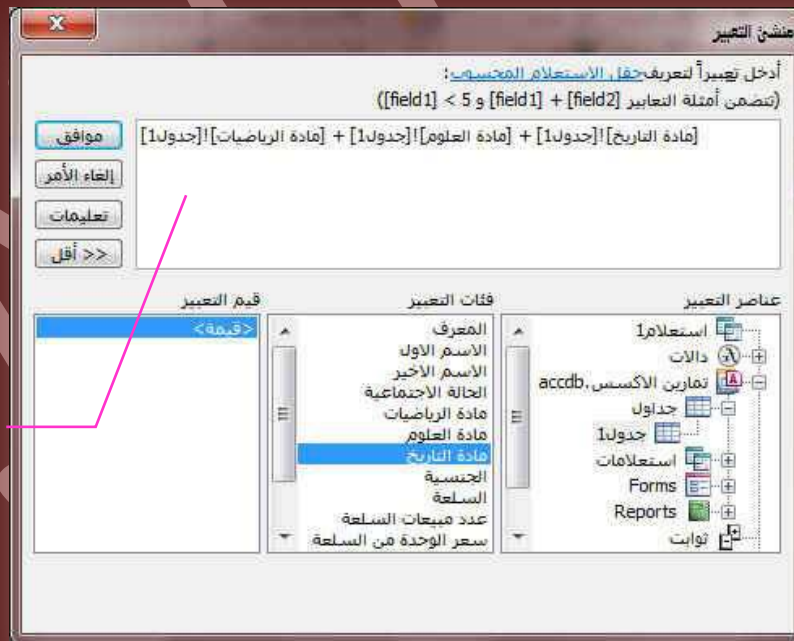 منشئ التعبير
أدخل تعبيراً لتعريف حقل الاستعلام المحسوب:
(تتضمن أمثلة التعابير [field1] + [field2] و [field1] < 5)
[جدول1]![مادة الرياضيات] + [جدول1]![مادة العلوم] + [جدول1]![مادة التاريخ]
موافق
إلغاء الأمر
تعليمات
<< أقل
عناصر التعبير
استعلام1
دالات
تمارين الاكسس.accdb
جداول
جدول1
استعلامات
Forms
Reports
ثوابت
فئات التعبير
المعرف
الاسم الاول
الاسم الاخير
الحالة الاجتماعية
مادة الرياضيات
مادة العلوم
مادة التاريخ
الجنسية
السلعة
عدد مبيعات السلعة
سعر الوحدة من السلعة
قيم التعبير
<قيمة>